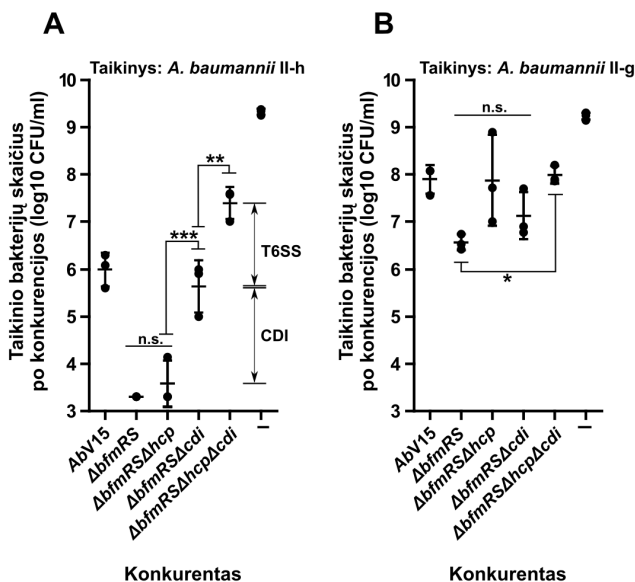 A
Taikinys: A. baumannii II-h
Taikinio bakterijų skaičius
po konkurencijos (log10 CFU/ml)
10
9
8
7
6
5
4
3
**
***
n.s.
T6SS
CDI
AbV15
ΔbfmRS
ΔbfmRSΔhcp
ΔbfmRSΔcdi
ΔbfmRSΔhcpΔcdi
–
Konkurentas
B
Taikinys: A. baumannii II-g
Taikinio bakterijų skaičius
po konkurencijos (log10 CFU/ml)
10
9
8
7
6
5
4
3
n.s.
*
AbV15
ΔbfmRS
ΔbfmRSΔhcp
ΔbfmRSΔcdi
ΔbfmRSΔhcpΔcdi
–
Konkurentas